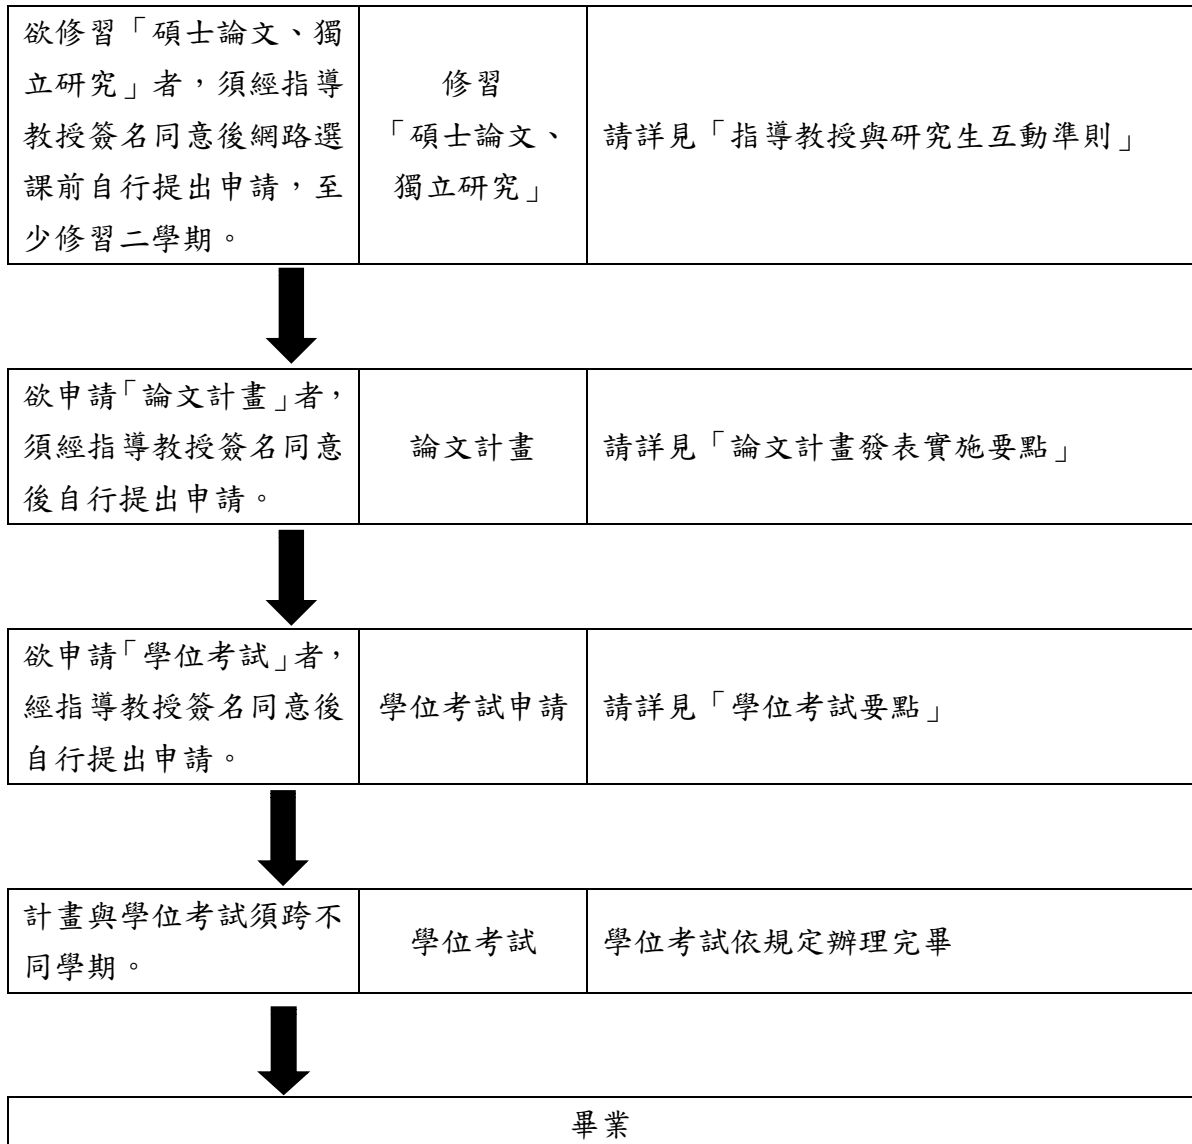 欲修習「碩士論文、獨
立研究」者,須經指導
教授簽名同意後網路選
課前自行提出申請,至
少修習二學期。
修習
「碩士論文、
獨立研究」
請詳見「指導教授與研究生互動準則」
欲申請「論文計畫」者,
須經指導教授簽名同意
後自行提出申請。
論文計畫
請詳見「論文計畫發表實施要點」
欲申請「學位考試」者,
經指導教授簽名同意後
自行提出申請。
學位考試申請
請詳見「學位考試要點」
計畫與學位考試須跨不
同學期。
學位考試
學位考試依規定辦理完畢
畢業